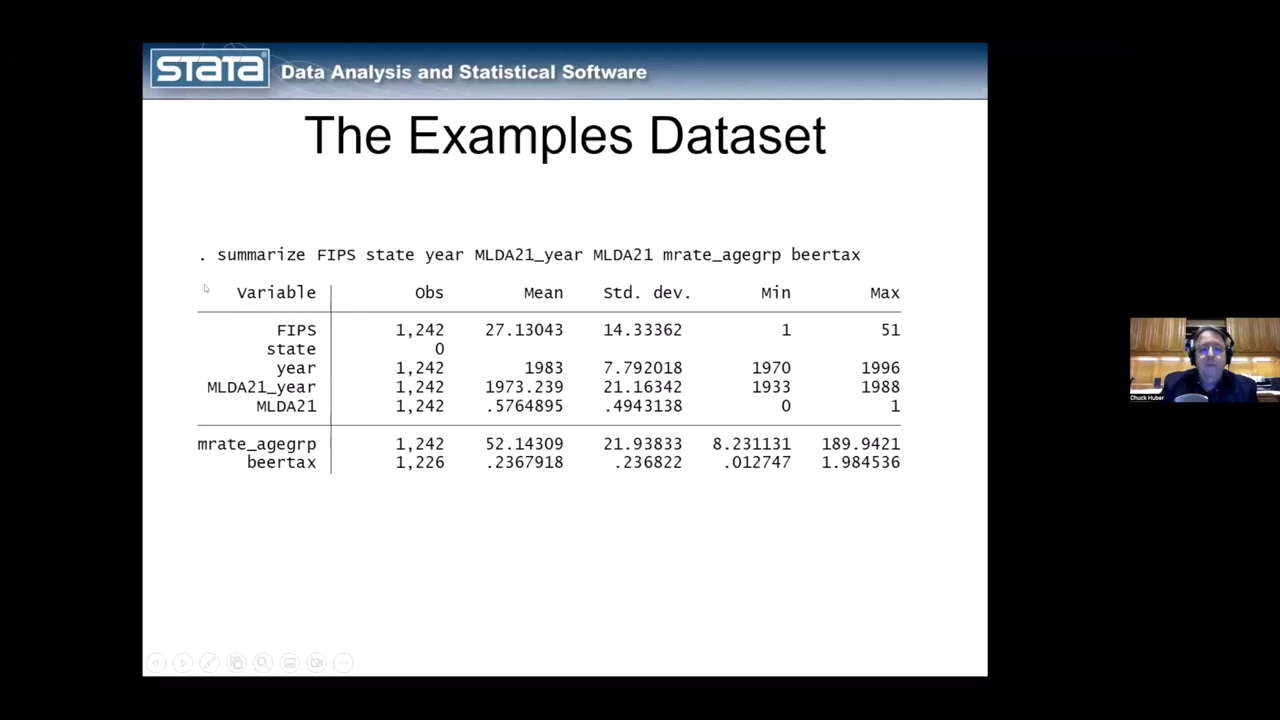 STATA® Data Analysis and Statistical Software
The Examples Dataset
. summarize FIPS state year MLDA21_year MLDA21 mrate_agegrp beertax
Variable Obs Mean Std. dev. Min Max
FIPS 1,242 27.13043 14.33362 1 51
state 0
year 1,242 1983 7.792018 1970 1996
MLDA21_year 1,242 1973.239 21.16342 1933 1988
MLDA21 1,242 .5764895 .4943138 0 1
mrate_agegrp 1,242 52.14309 21.93833 8.231131 189.9421
beertax 1,226 .2367918 .236822 .012747 1.984536
Chuck Huber